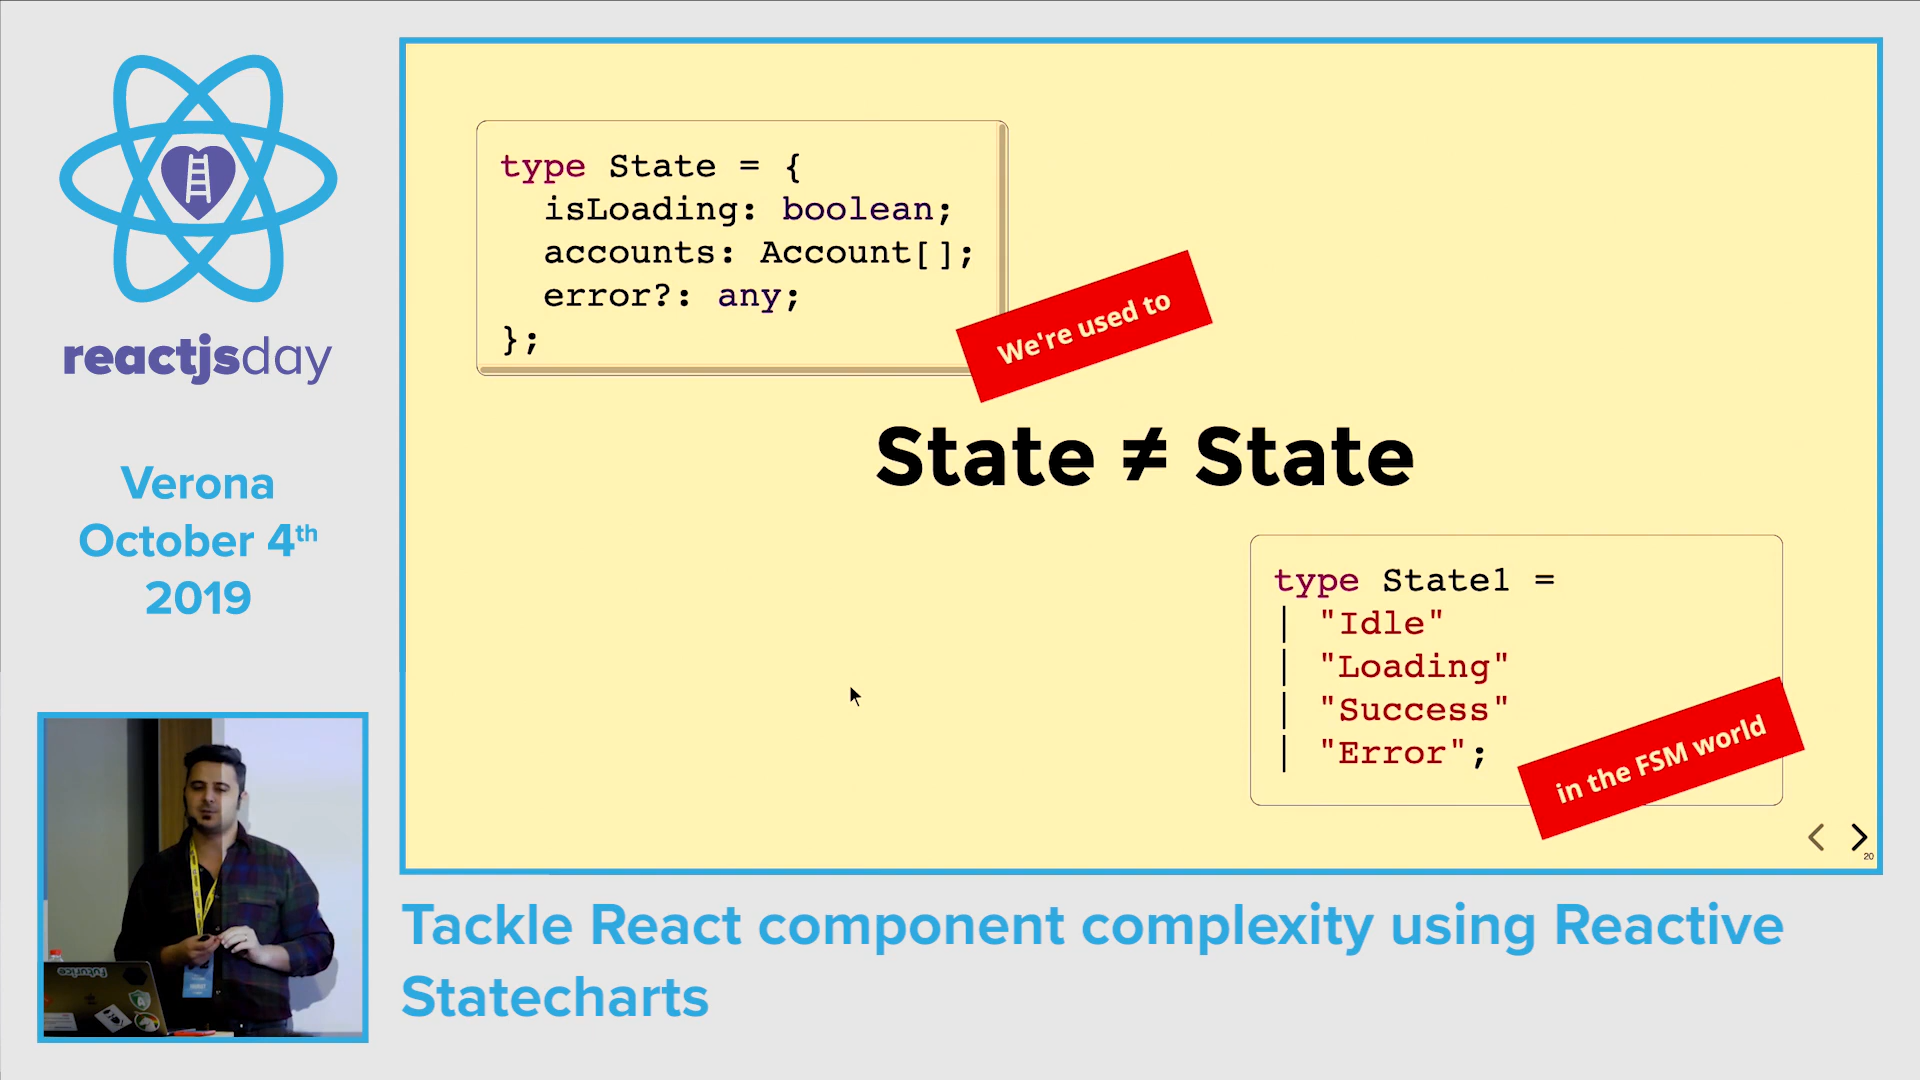 reactjsday
Verona
October 4th
2019
type State = {
isLoading: boolean;
accounts: Account[];
error?: any;
};
We're used to
State ≠ State
type State1 =
| "Idle"
| "Loading"
| "Success"
| "Error";
in the FSM world
20
futurice
Tackle React component complexity using Reactive
Statecharts